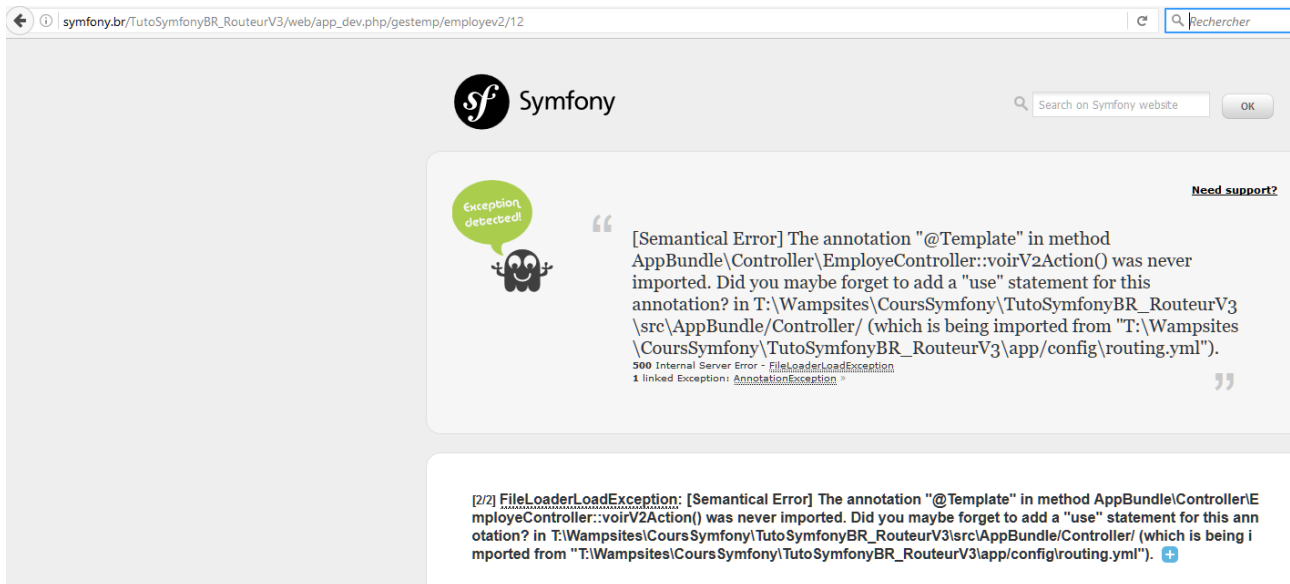 symfony.br/TutoSymfonyBR_RouteurV3/web/app_dev.php/gestemp/employev2/12
Rechercher
sf Symfony
Search on Symfony website
OK
Need support?
Exception
detected!
“
[Semantical Error] The annotation "@Template" in method
AppBundle\Controller\EmployeController::voirV2Action() was never
imported. Did you maybe forget to add a "use" statement for this
annotation? in T:\Wampsites\CoursSymfony\TutoSymfonyBR_RouteurV3
\src\AppBundle/Controller/ (which is being imported from "T:\Wampsites
\CoursSymfony\TutoSymfonyBR_RouteurV3\app/config\routing.yml").
500 Internal Server Error - FileLoaderLoadException
1 linked Exception: AnnotationException »
”
[2/2] FileLoaderLoadException: [Semantical Error] The annotation "@Template" in method AppBundle\Controller\E
mployeController::voirV2Action() was never imported. Did you maybe forget to add a "use" statement for this ann
otation? in T:\Wampsites\CoursSymfony\TutoSymfonyBR_RouteurV3\src\AppBundle/Controller/ (which is being i
mported from "T:\Wampsites\CoursSymfony\TutoSymfonyBR_RouteurV3\app/config\routing.yml").